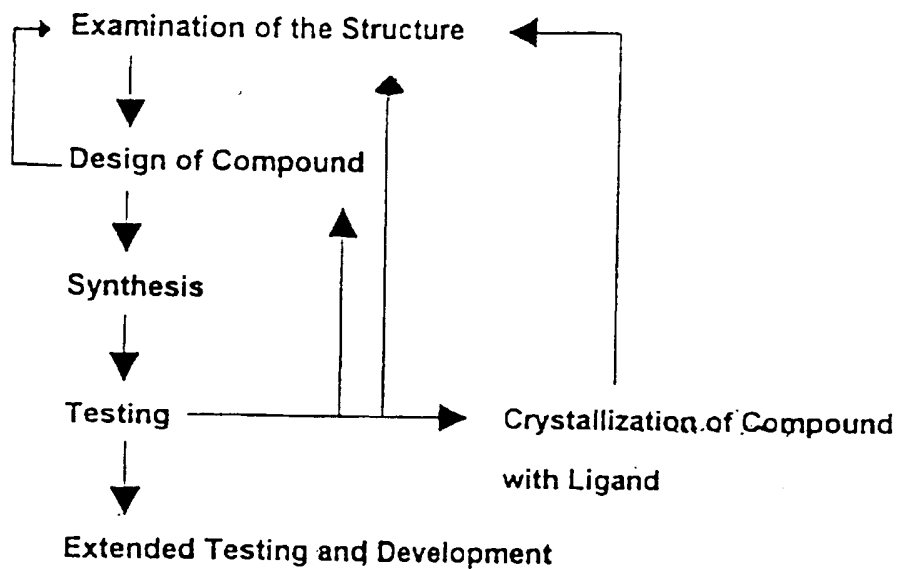 Examination of the Structure
Design of Compound
Synthesis
Testing
Crystallization of Compound
with Ligand
Extended Testing and Development